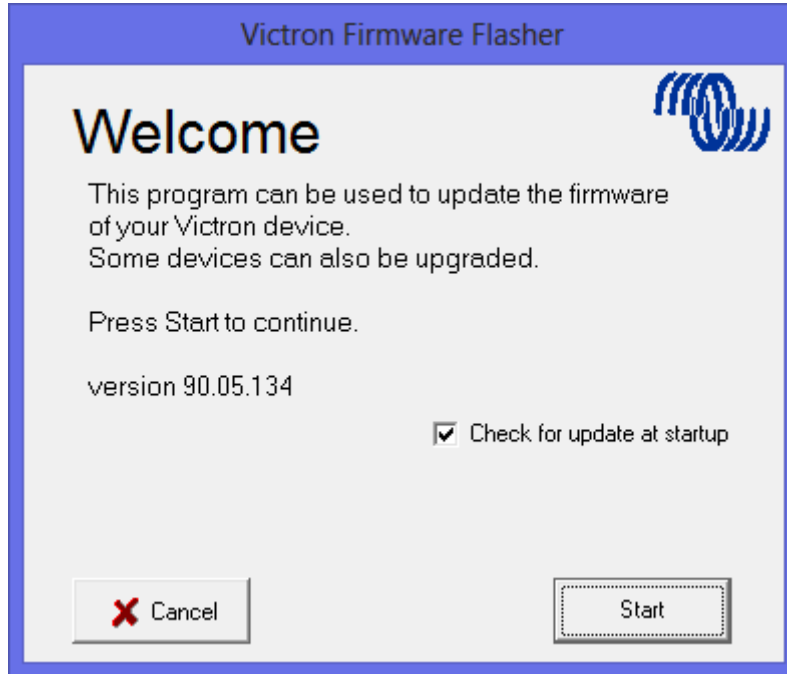 Victron Firmware Flasher
Welcome
This program can be used to update the firmware
of your Victron device.
Some devices can also be upgraded.
Press Start to continue.
version 90.05.134
Check for update at startup
Cancel
Start